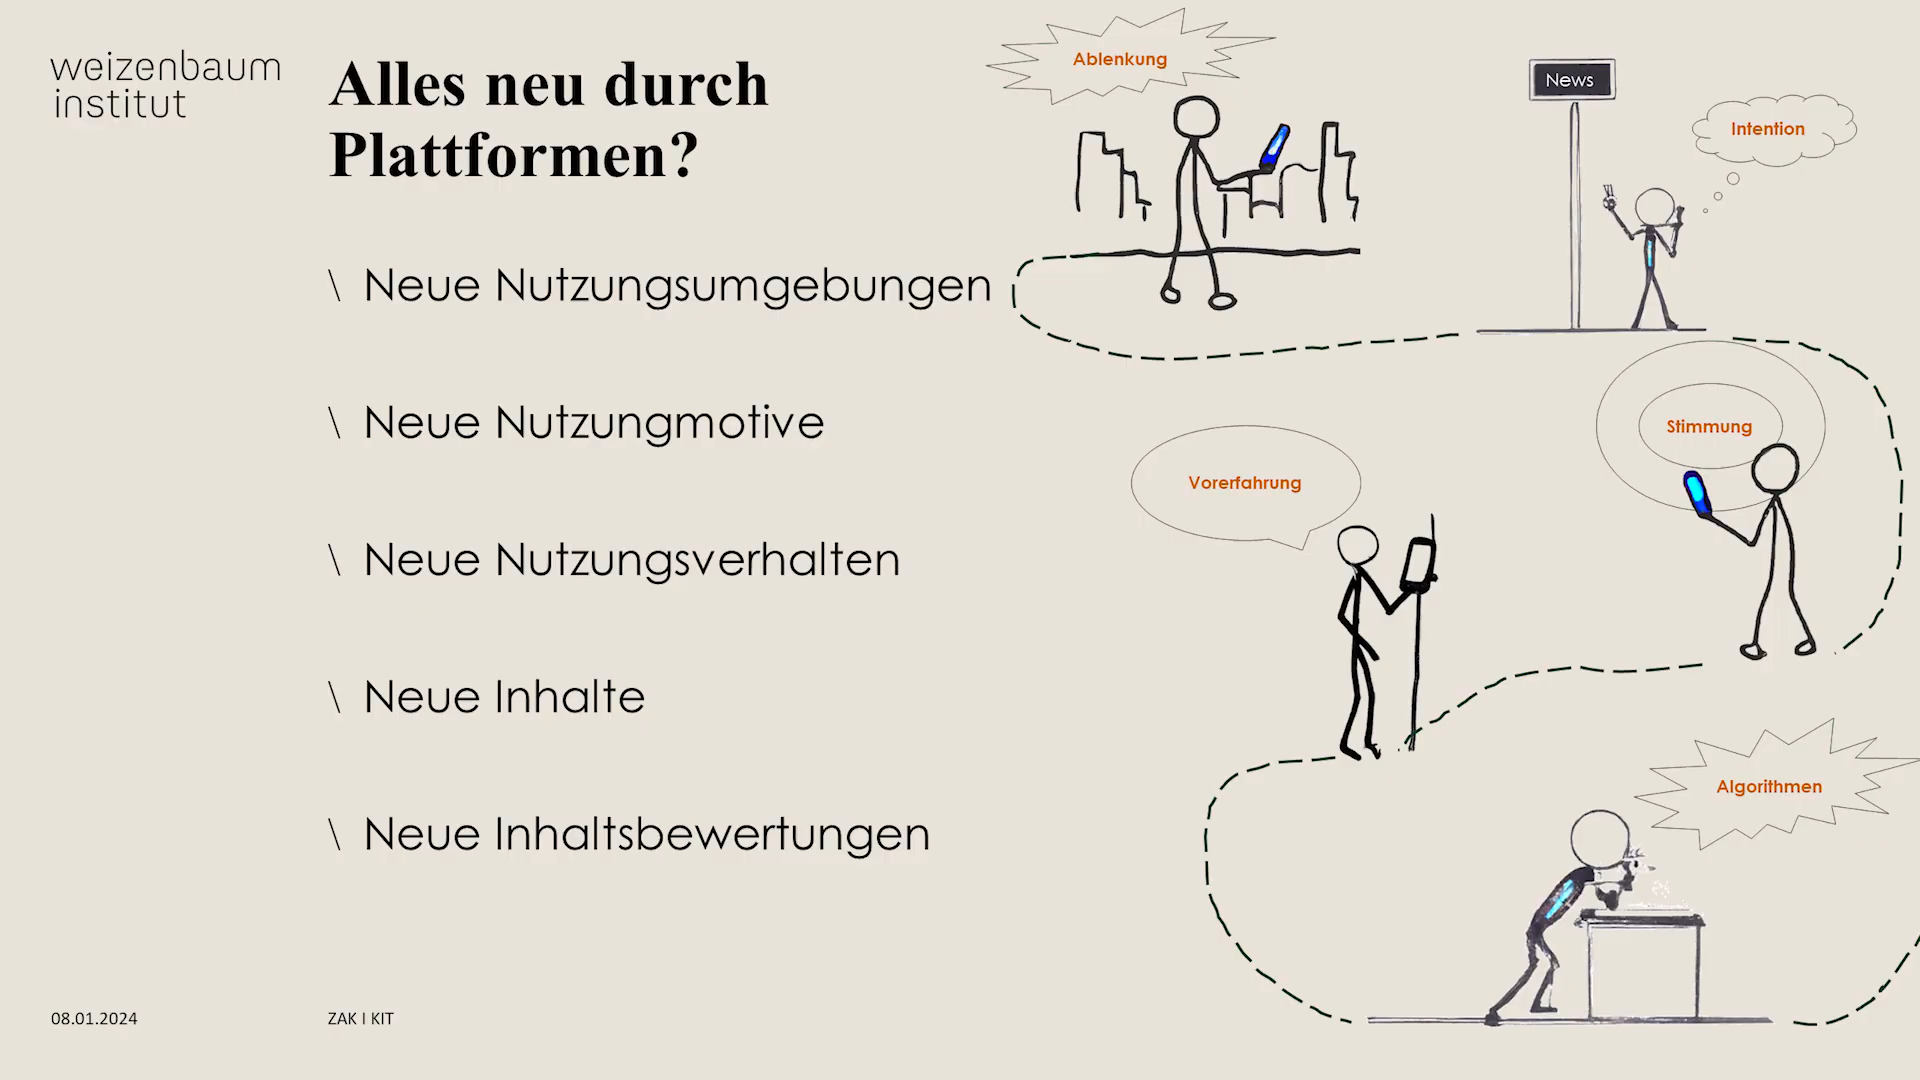 weizenbaum
institut
Alles neu durch
Plattformen?
\ Neue Nutzungsumgebungen
\ Neue Nutzungmotive
\ Neue Nutzungsverhalten
\ Neue Inhalte
\ Neue Inhaltsbewertungen
Ablenkung
News
Intention
Stimmung
Vorerfahrung
Algorithmen
08.01.2024
ZAK I KIT